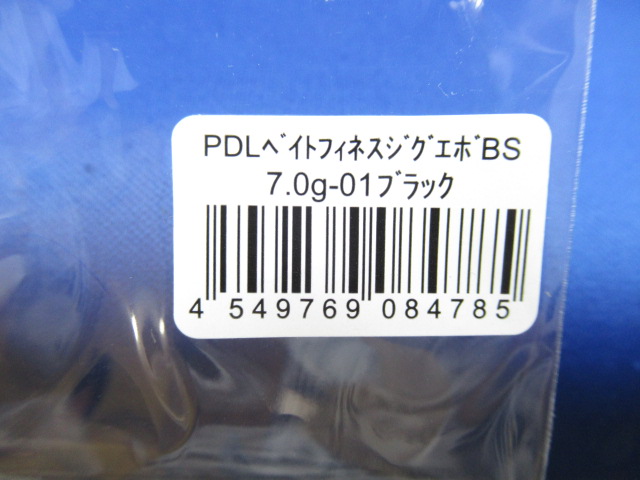 PDLﾍﾞｲﾄﾌｨﾈｽｼﾞｸﾞｴﾎﾞBS
7.0g-01ﾌﾞﾗｯｸ
4 549769 084785